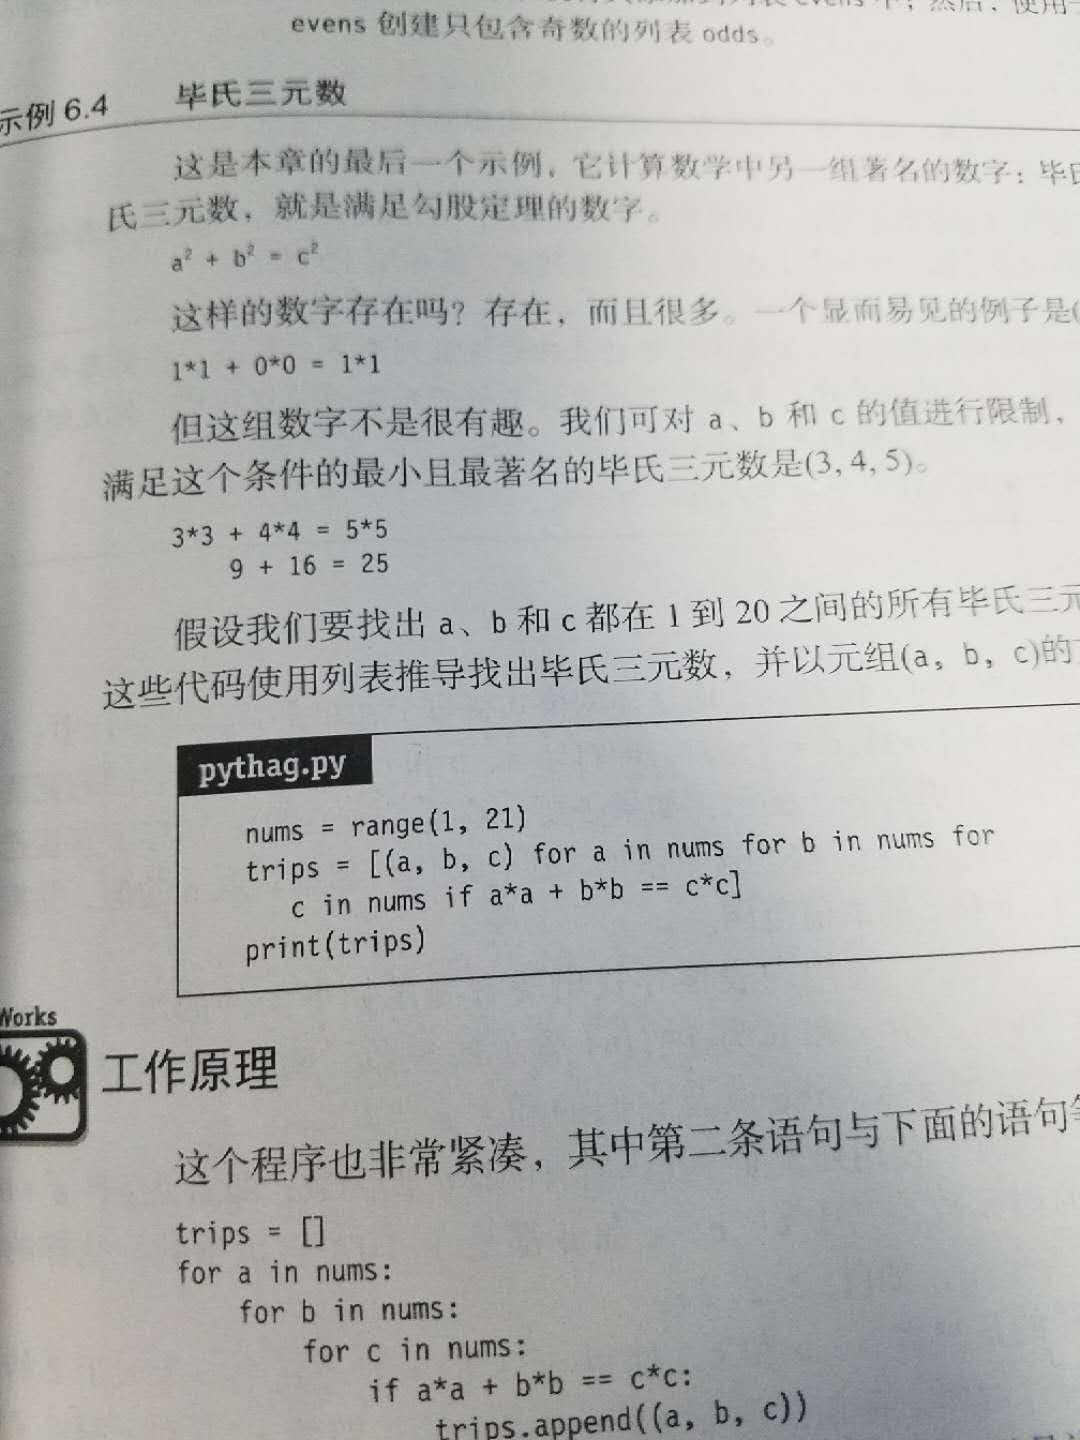 evens 创建只包含奇数的列表 odds。
示例 6.4 毕氏三元数
这是本章的最后一个示例，它计算数学中另一组著名的数字：毕
氏三元数，就是满足勾股定理的数字。
a² + b² = c²
这样的数字存在吗？存在，而且很多。一个显而易见的例子是(
1*1 + 0*0 = 1*1
但这组数字不是很有趣。我们可对 a、b 和 c 的值进行限制，
满足这个条件的最小且最著名的毕氏三元数是(3, 4, 5)。
3*3 + 4*4 = 5*5
9 + 16 = 25
假设我们要找出 a、b 和 c 都在 1 到 20 之间的所有毕氏三元
这些代码使用列表推导找出毕氏三元数，并以元组(a, b, c)的
pythag.py
nums = range(1, 21)
trips = [(a, b, c) for a in nums for b in nums for
c in nums if a*a + b*b == c*c]
print(trips)
Works
工作原理
这个程序也非常紧凑，其中第二条语句与下面的语句
trips = []
for a in nums:
for b in nums:
for c in nums:
if a*a + b*b == c*c:
trips.append((a, b, c))